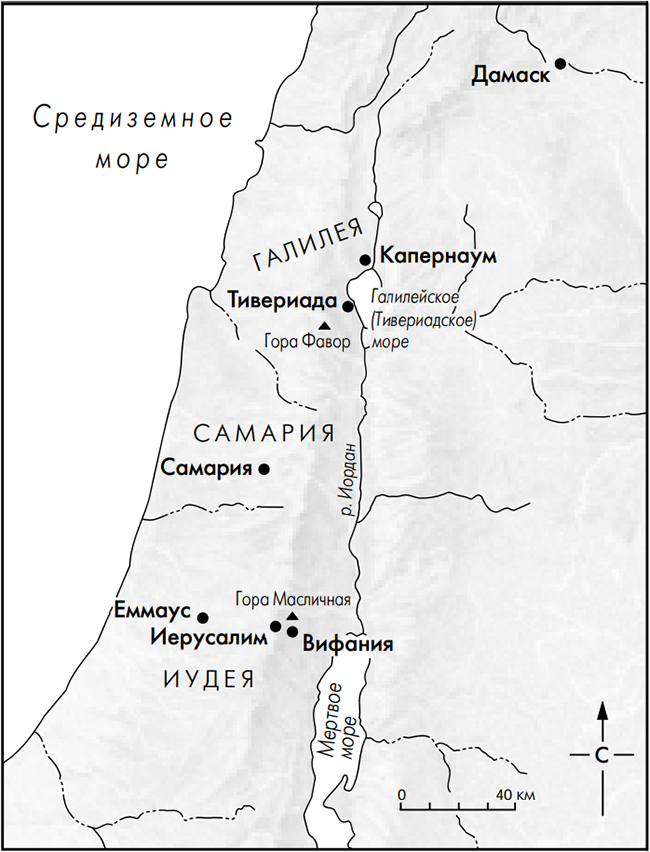 Дамаск
Средиземное
море
ГАЛИЛЕЯ
Капернаум
Тивериада
Галилейское
(Тивериадское)
море
Гора Фавор
САМАРИЯ
Самария
р. Иордан
Гора Масличная
Еммаус
Иерусалим
Вифания
ИУДЕЯ
Мертвое
море
С
0 40 км